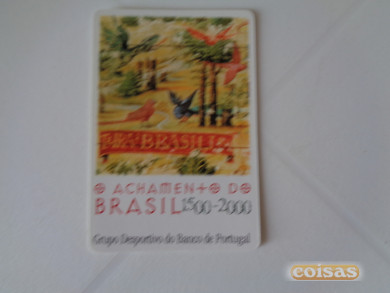 BRASIL
O ACHAMENTO DO
BRASIL 1500-2000
Grupo Desportivo do Banco de Portugal
coisas